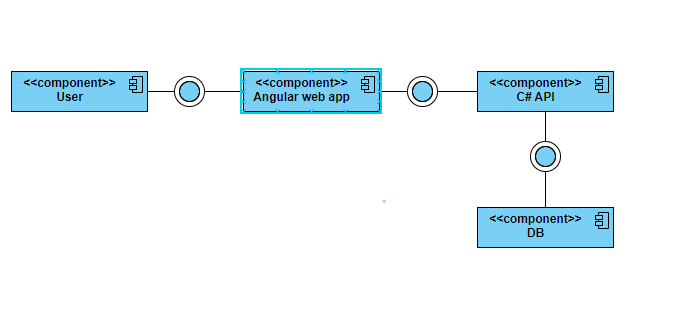 <<component>>
User
<<component>>
Angular web app
<<component>>
C# API
<<component>>
DB